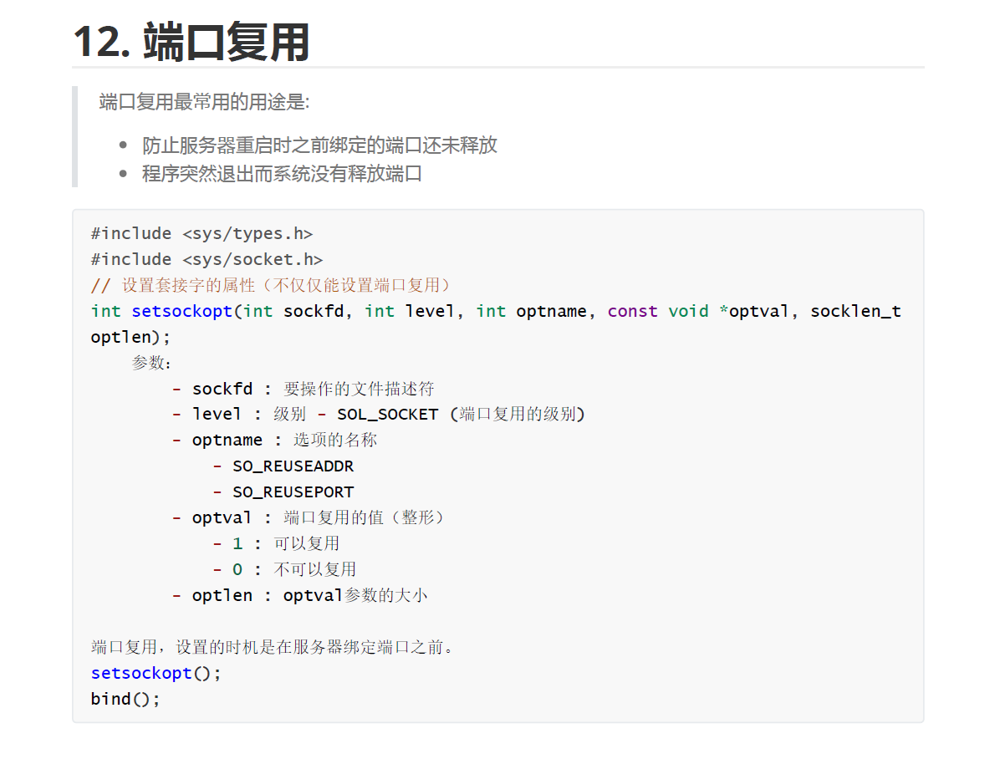 12. 端口复用
端口复用最常用的用途是:
• 防止服务器重启时之前绑定的端口还未释放
• 程序突然退出而系统没有释放端口
#include <sys/types.h>
#include <sys/socket.h>
// 设置套接字的属性（不仅仅能设置端口复用）
int setsockopt(int sockfd, int level, int optname, const void *optval, socklen_t
optlen);
参数：
- sockfd : 要操作的文件描述符
- level : 级别 - SOL_SOCKET (端口复用的级别)
- optname : 选项的名称
- SO_REUSEADDR
- SO_REUSEPORT
- optval : 端口复用的值（整形）
- 1 : 可以复用
- 0 : 不可以复用
- optlen : optval参数的大小
端口复用，设置的时机是在服务器绑定端口之前。
setsockopt();
bind();